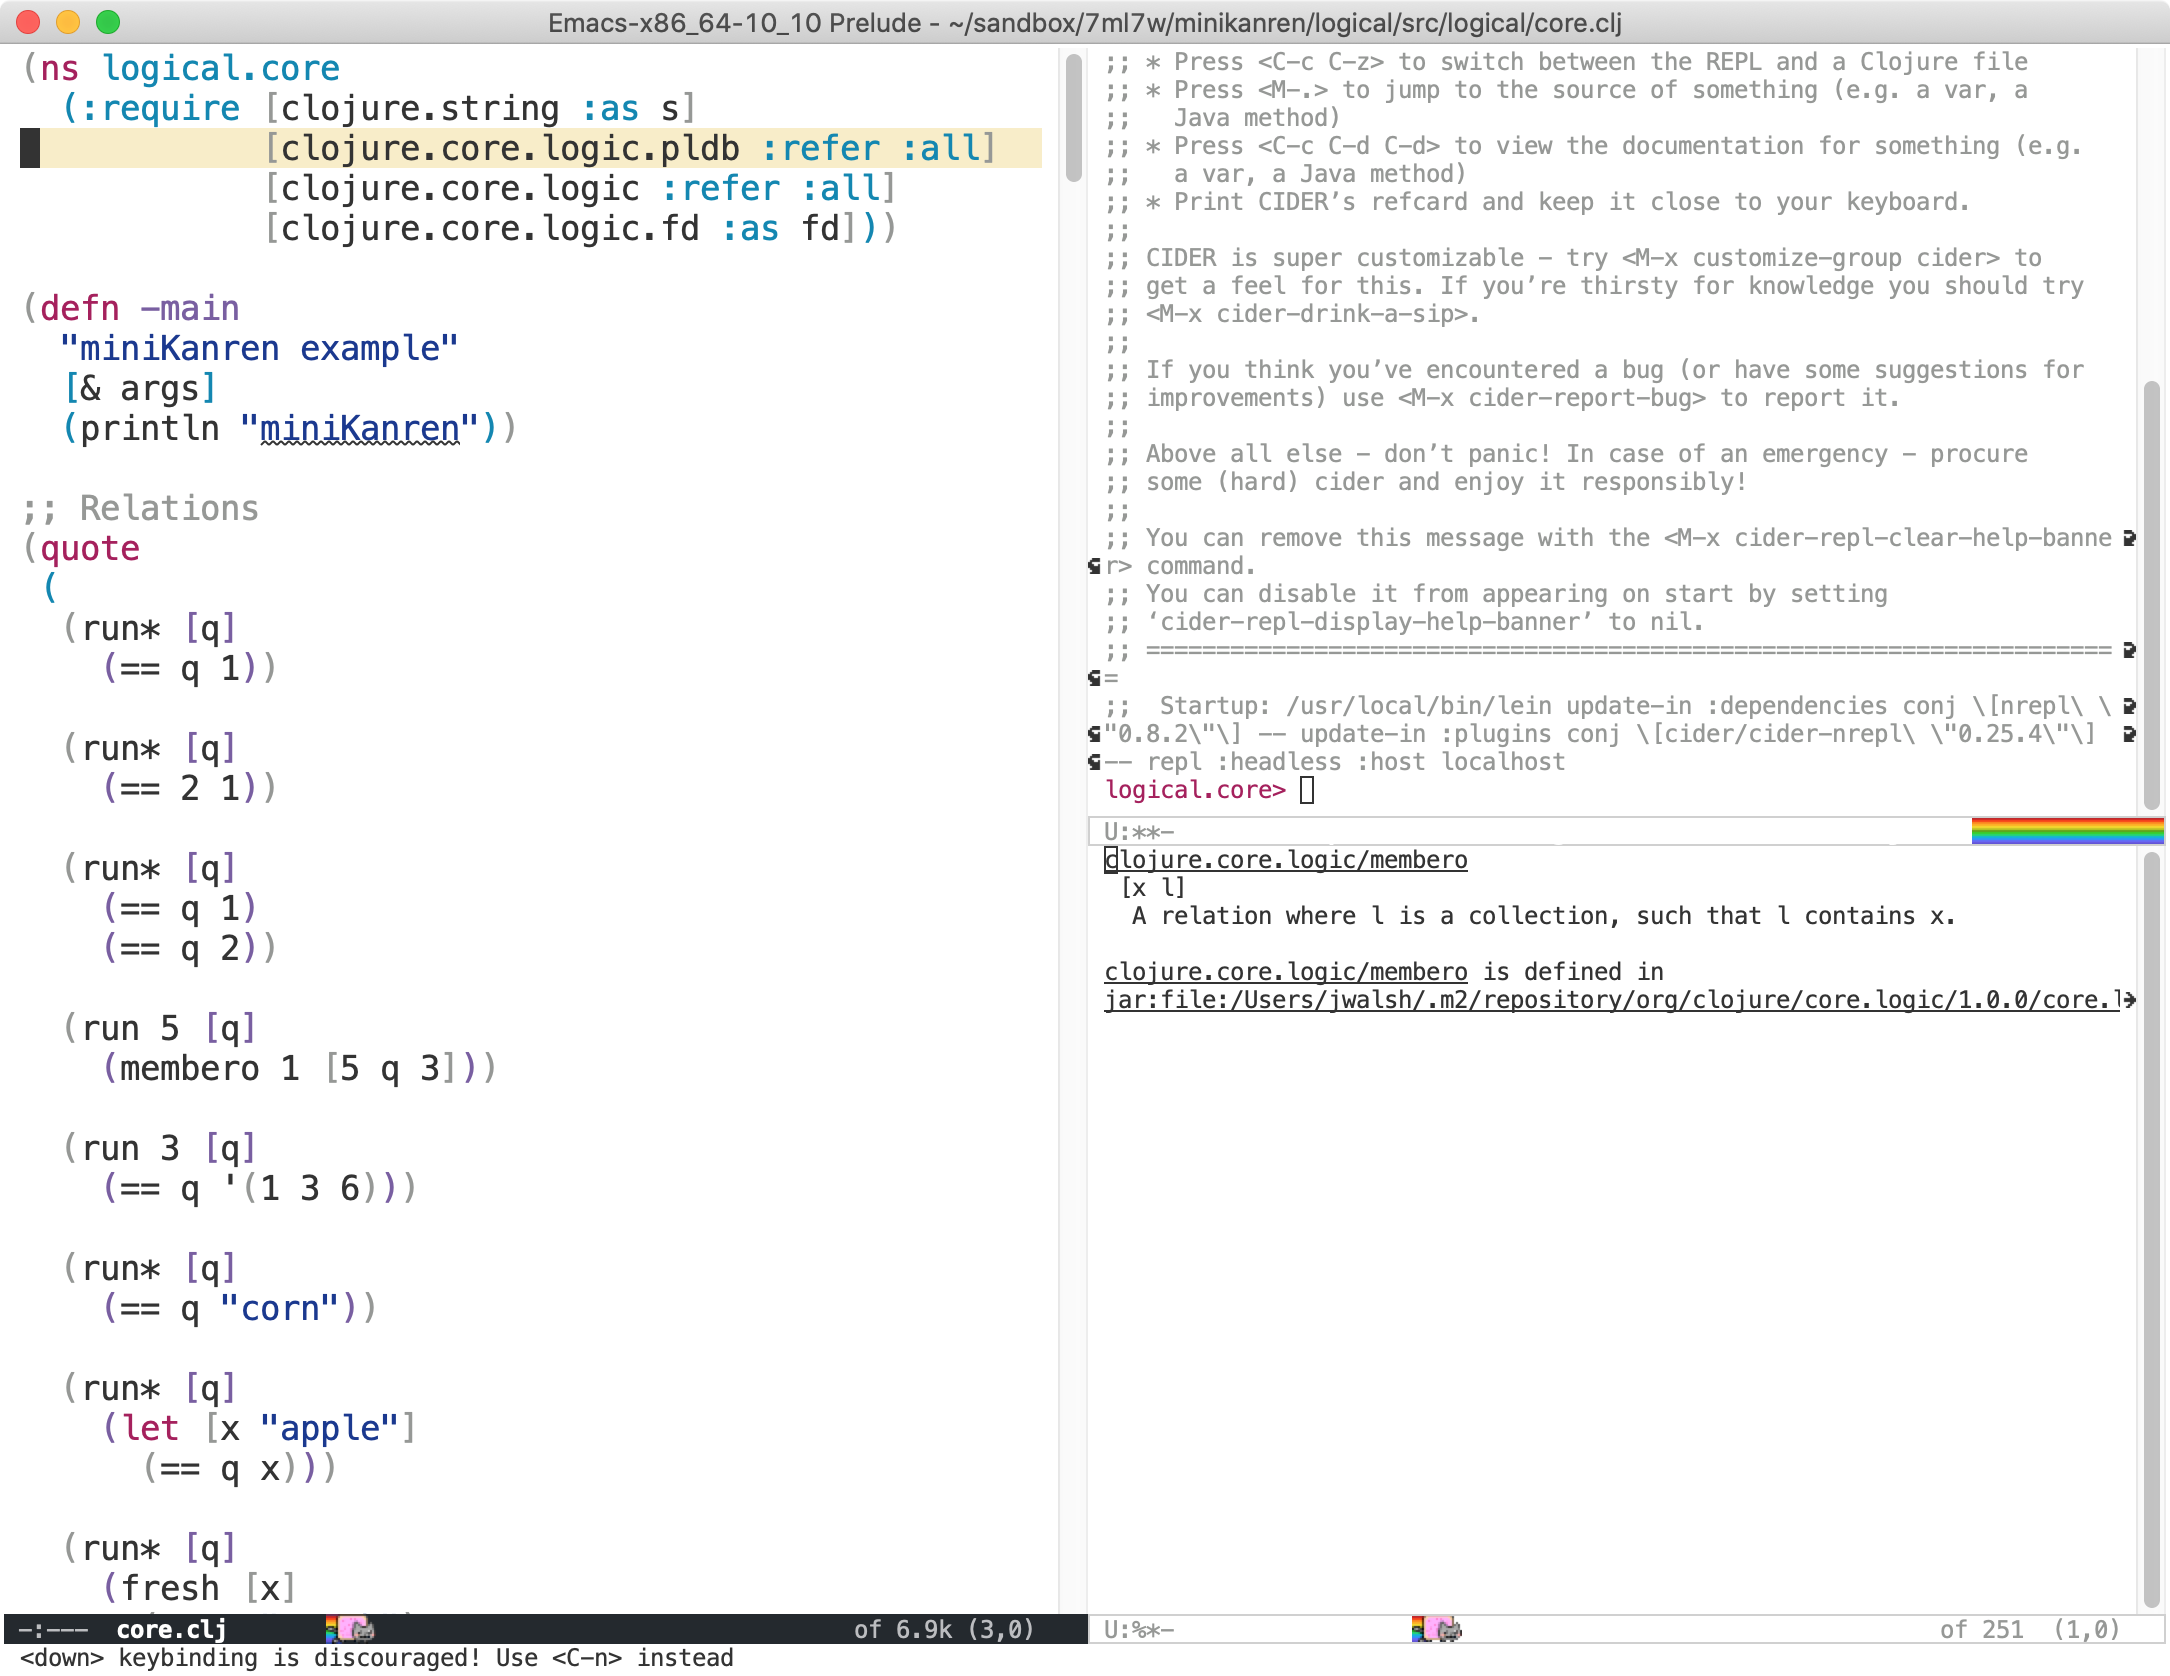 Emacs-x86_64-10_10 Prelude - ~/sandbox/7ml7w/minikanren/logical/src/logical/core.clj
(ns logical.core
  (:require [clojure.string :as s]
            [clojure.core.logic.pldb :refer :all]
            [clojure.core.logic :refer :all]
            [clojure.core.logic.fd :as fd]))

(defn -main
  "miniKanren example"
  [& args]
  (println "miniKanren"))

;; Relations
(quote
 (
  (run* [q]
    (== q 1))

  (run* [q]
    (== 2 1))

  (run* [q]
    (== q 1)
    (== q 2))

  (run 5 [q]
    (membero 1 [5 q 3]))

  (run 3 [q]
    (== q '(1 3 6)))

  (run* [q]
    (== q "corn"))

  (run* [q]
    (let [x "apple"]
      (== q x)))

  (run* [q]
    (fresh [x]
-:--- core.clj of 6.9k (3,0)
;; * Press <C-c C-z> to switch between the REPL and a Clojure file
;; * Press <M-.> to jump to the source of something (e.g. a var, a
;;   Java method)
;; * Press <C-c C-d C-d> to view the documentation for something (e.g.
;;   a var, a Java method)
;; * Print CIDER’s refcard and keep it close to your keyboard.
;;
;; CIDER is super customizable - try <M-x customize-group cider> to
;; get a feel for this. If you’re thirsty for knowledge you should try
;; <M-x cider-drink-a-sip>.
;;
;; If you think you’ve encountered a bug (or have some suggestions for
;; improvements) use <M-x cider-report-bug> to report it.
;;
;; Above all else - don’t panic! In case of an emergency - procure
;; some (hard) cider and enjoy it responsibly!
;;
;; You can remove this message with the <M-x cider-repl-clear-help-banne
r> command.
;; You can disable it from appearing on start by setting
;; ‘cider-repl-display-help-banner’ to nil.
;; =====================================================================
=
;;  Startup: /usr/local/bin/lein update-in :dependencies conj \[nrepl\ \
"0.8.2\"\] -- update-in :plugins conj \[cider/cider-nrepl\ \"0.25.4\"\]
-- repl :headless :host localhost
logical.core>
U:**-
clojure.core.logic/membero
 [x l]
  A relation where l is a collection, such that l contains x.

clojure.core.logic/membero is defined in
jar:file:/Users/jwalsh/.m2/repository/org/clojure/core.logic/1.0.0/core.l
U:%*- of 251 (1,0)
<down> keybinding is discouraged! Use <C-n> instead